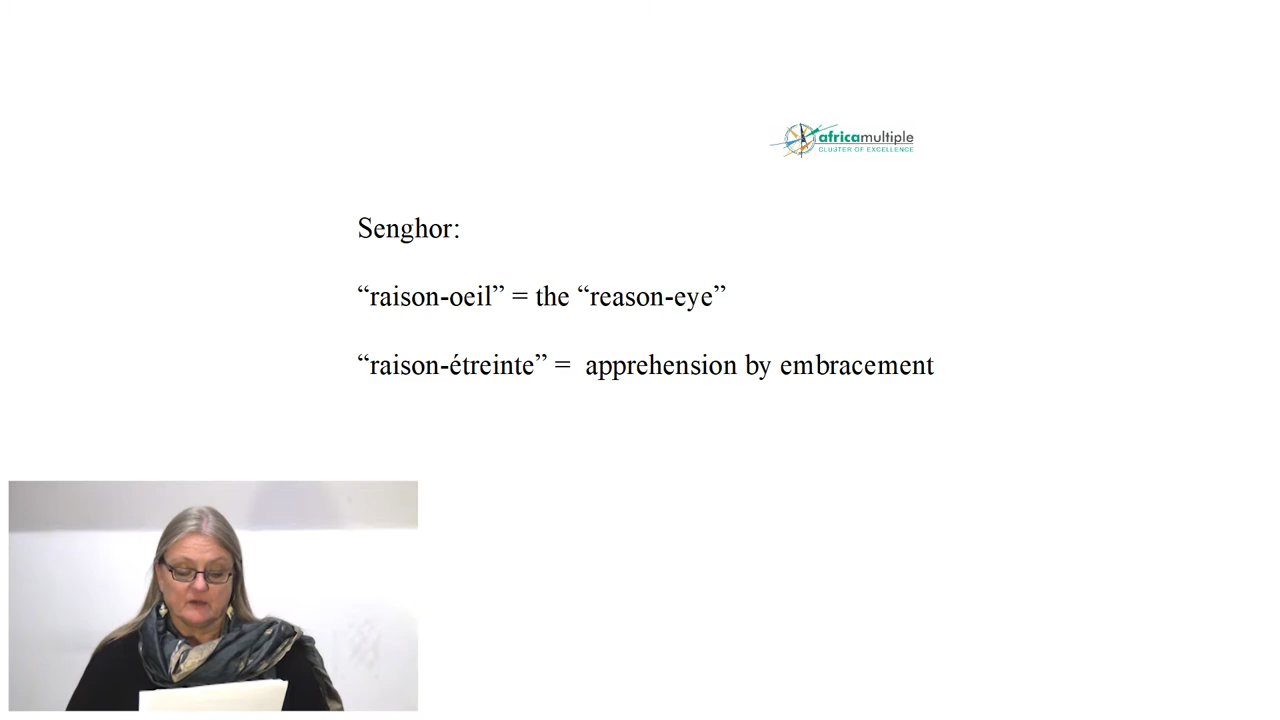 africamultiple
CLUSTER OF EXCELLENCE
Senghor:
“raison-oeil” = the “reason-eye”
“raison-étreinte” = apprehension by embracement